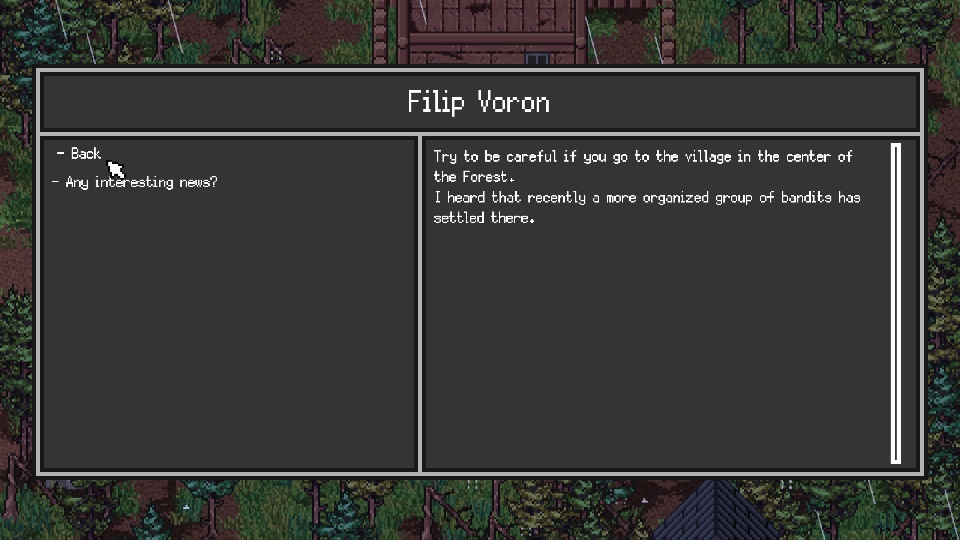 Filip Voron
- Back
- Any interesting news?
Try to be careful if you go to the village in the center of
the Forest.
I heard that recently a more organized group of bandits has
settled there.